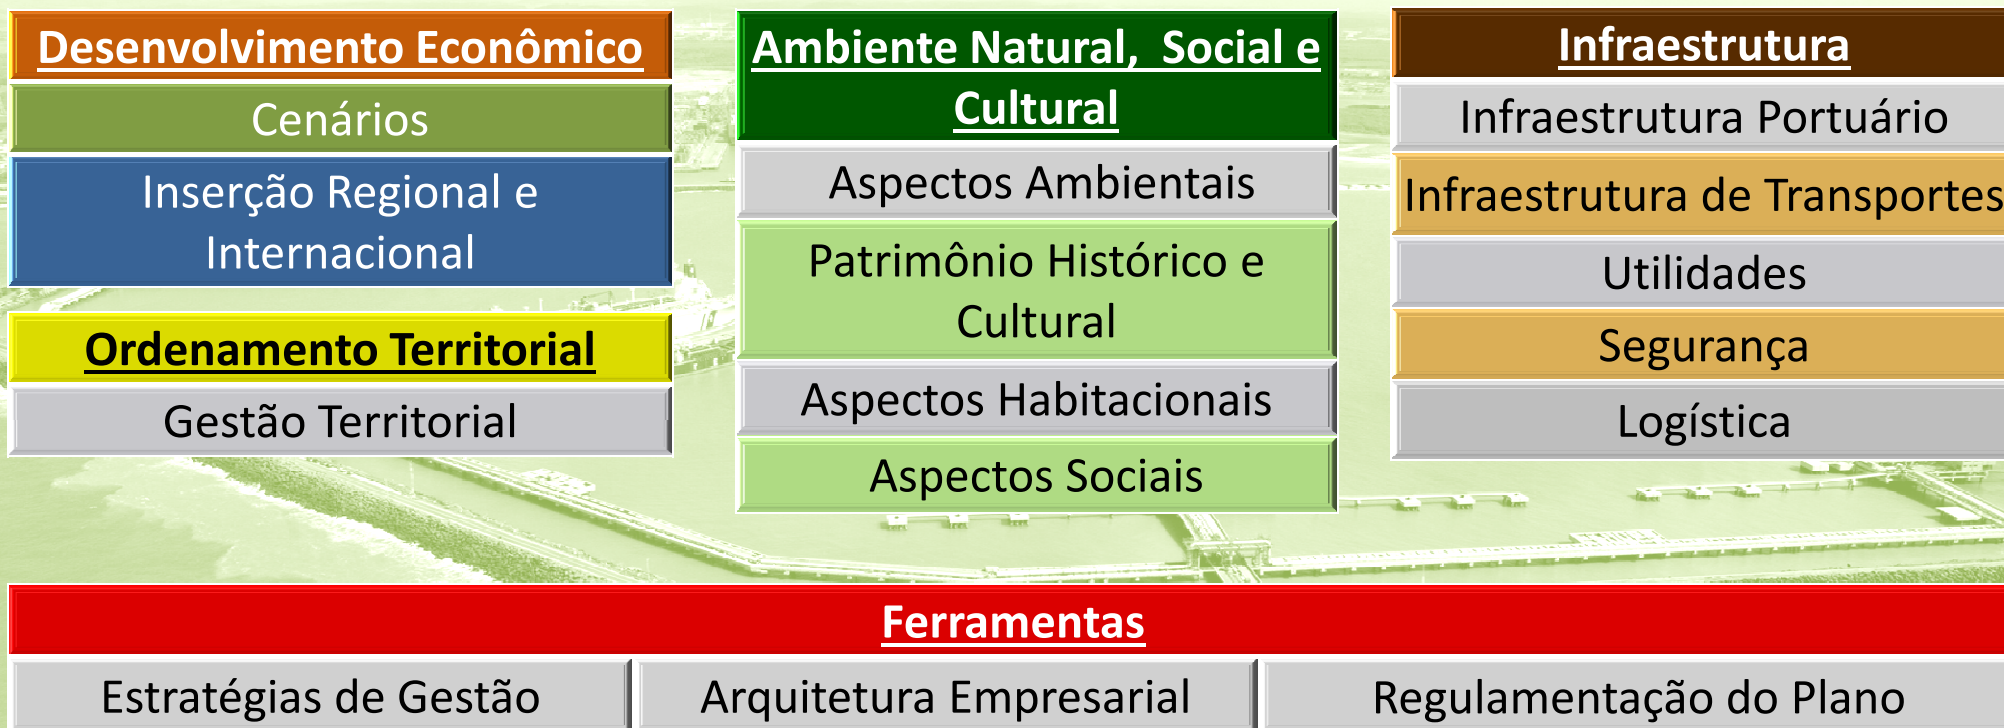 Desenvolvimento Econômico
Cenários
Inserção Regional e
Internacional
Ordenamento Territorial
Gestão Territorial
Ambiente Natural, Social e
Cultural
Aspectos Ambientais
Patrimônio Histórico e
Cultural
Aspectos Habitacionais
Aspectos Sociais
Infraestrutura
Infraestrutura Portuário
Infraestrutura de Transportes
Utilidades
Segurança
Logística
Ferramentas
Estratégias de Gestão
Arquitetura Empresarial
Regulamentação do Plano